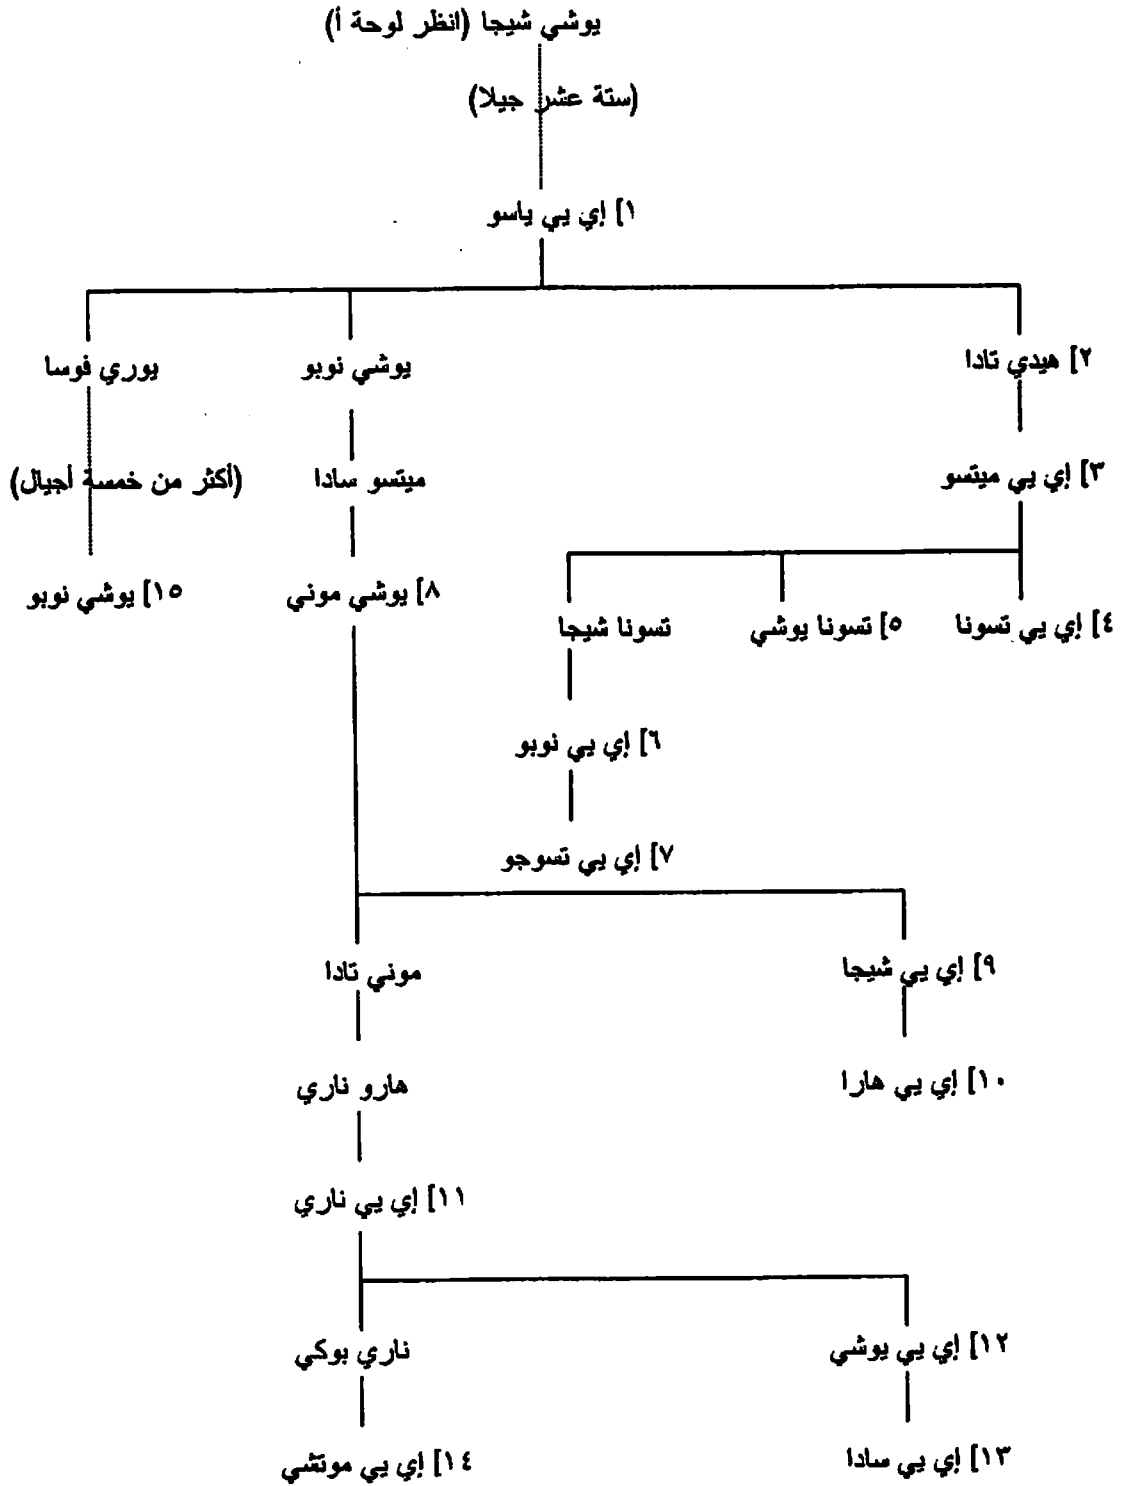 يوشي شيجا (انظر لوحة أ)
(ستة عشر جيلا)
١] إي يي ياسو
٢] هيدي تادا
يوشي نوبو
يوري فوسا
٣] إي يي ميتسو
ميتسو سادا
(أكثر من خمسة أجيال)
٤] إي يي تسونا
٥] تسونا يوشي
تسونا شيجا
٨] يوشي موني
١٥] يوشي نوبو
٦] إي يي نوبو
٧] إي يي تسوجو
٩] إي يي شيجا
موني تادا
١٠] إي يي هارا
هارو ناري
١١] إي يي ناري
١٢] إي يي يوشي
ناري بوكي
١٣] إي يي سادا
١٤] إي يي موتشي